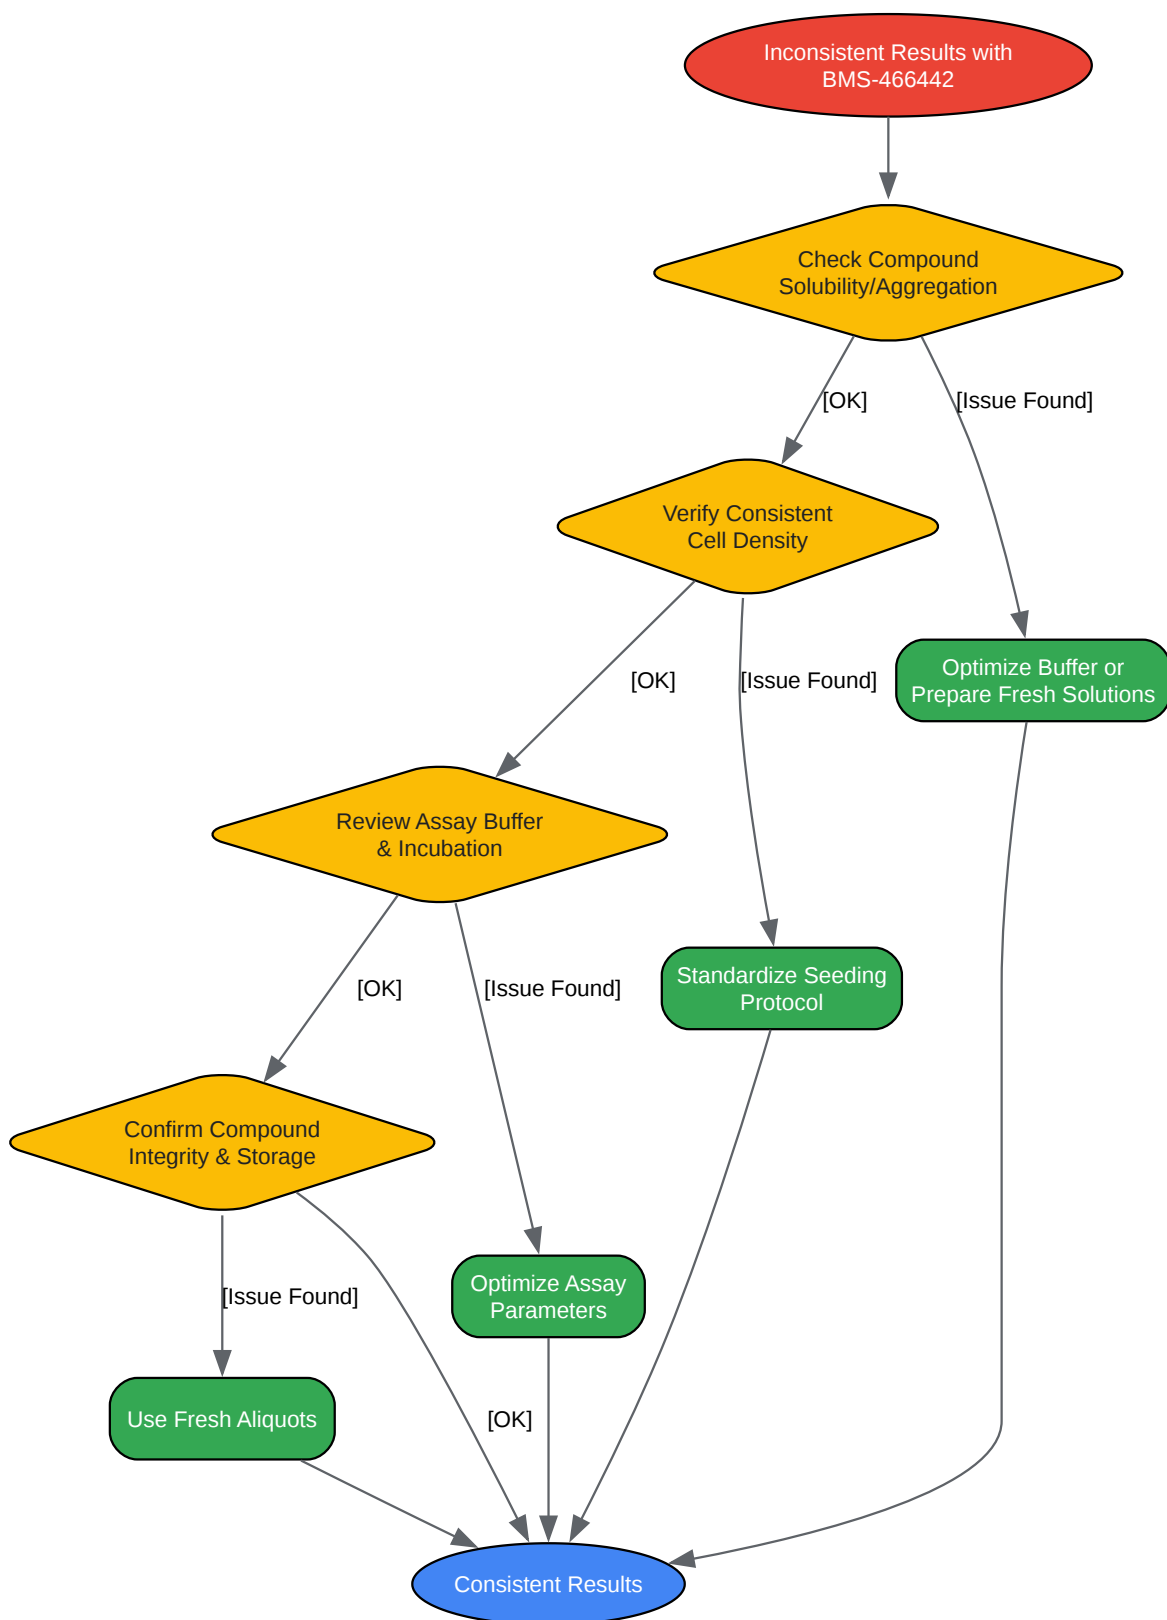 Inconsistent Results with
BMS-466442
Check Compound
Solubility/Aggregation
[OK]
[Issue Found]
Verify Consistent
Cell Density
[OK]
[Issue Found]
Optimize Buffer or
Prepare Fresh Solutions
Review Assay Buffer
& Incubation
[OK]
[Issue Found]
Standardize Seeding
Protocol
Confirm Compound
Integrity & Storage
[Issue Found]
Optimize Assay
Parameters
Use Fresh Aliquots
[OK]
Consistent Results